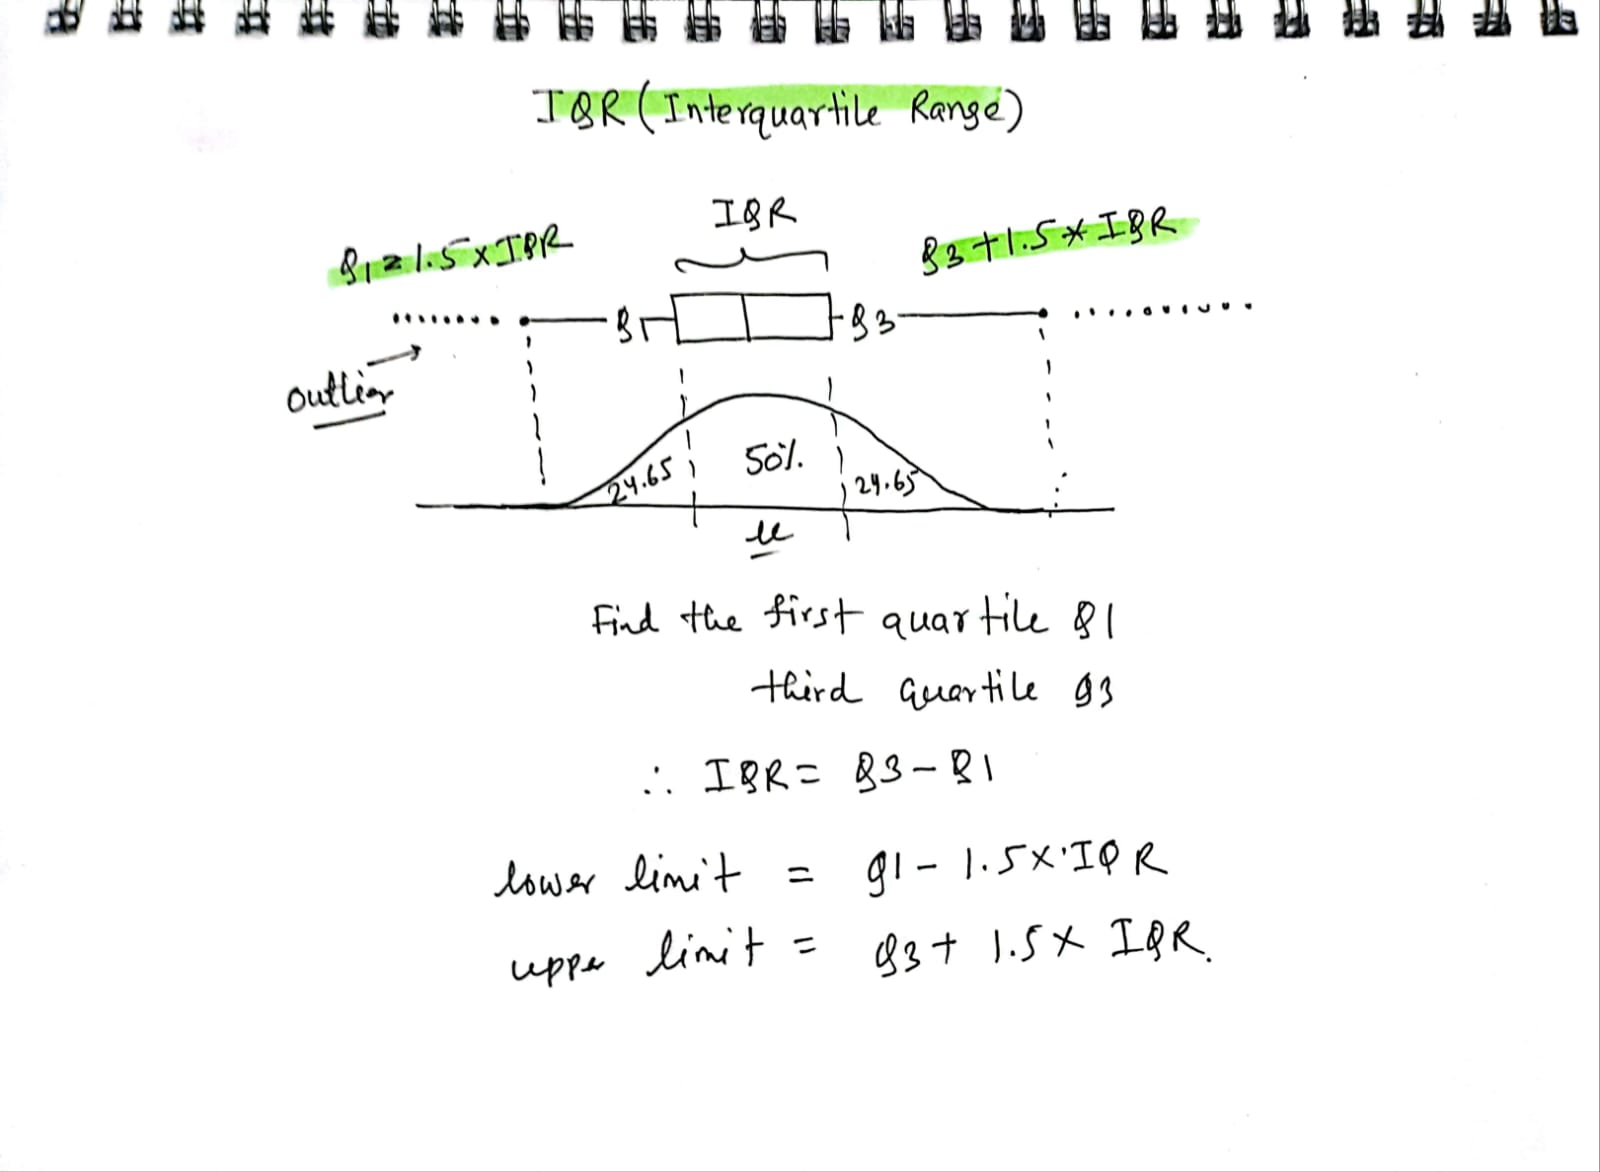 IQR (Interquartile Range)
IQR
Q1 = 1.5 x IQR
Q3 + 1.5 * IQR
Q1
Q3
outlier
24.65
50%
24.65
μ
Find the first quartile Q1
third quartile Q3
∴ IQR = Q3 - Q1
lower limit = Q1 - 1.5 x IQR
upper limit = Q3 + 1.5 x IQR.